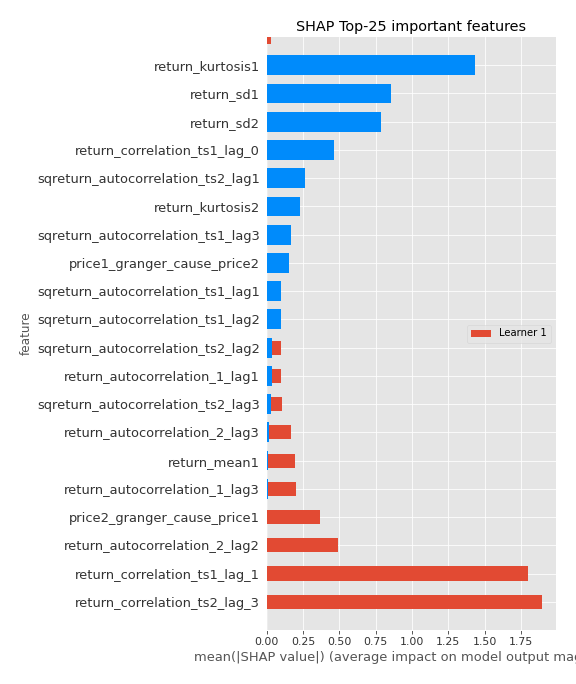 SHAP Top-25 important features
return_kurtosis1
return_sd1
return_sd2
return_correlation_ts1_lag_0
sqreturn_autocorrelation_ts2_lag1
return_kurtosis2
sqreturn_autocorrelation_ts1_lag3
price1_granger_cause_price2
sqreturn_autocorrelation_ts1_lag1
sqreturn_autocorrelation_ts1_lag2
sqreturn_autocorrelation_ts2_lag2
return_autocorrelation_1_lag1
sqreturn_autocorrelation_ts2_lag3
return_autocorrelation_2_lag3
return_mean1
return_autocorrelation_1_lag3
price2_granger_cause_price1
return_autocorrelation_2_lag2
return_correlation_ts1_lag_1
return_correlation_ts2_lag_3
feature
Learner 1
0.00 0.25 0.50 0.75 1.00 1.25 1.50 1.75
mean(|SHAP value|) (average impact on model output mag